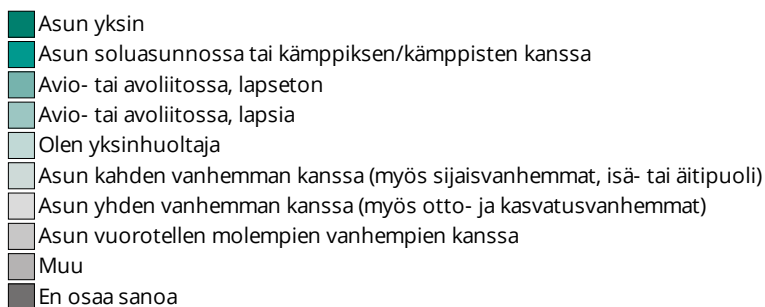 Asun yksin
Asun soluasunnossa tai kämppiksen/kämppisten kanssa
Avio- tai avoliitossa, lapseton
Avio- tai avoliitossa, lapsia
Olen yksinhuoltaja
Asun kahden vanhemman kanssa (myös sijaisvanhemmat, isä- tai äitipuoli)
Asun yhden vanhemman kanssa (myös otto- ja kasvatusvanhemmat)
Asun vuorotellen molempien vanhempien kanssa
Muu
En osaa sanoa